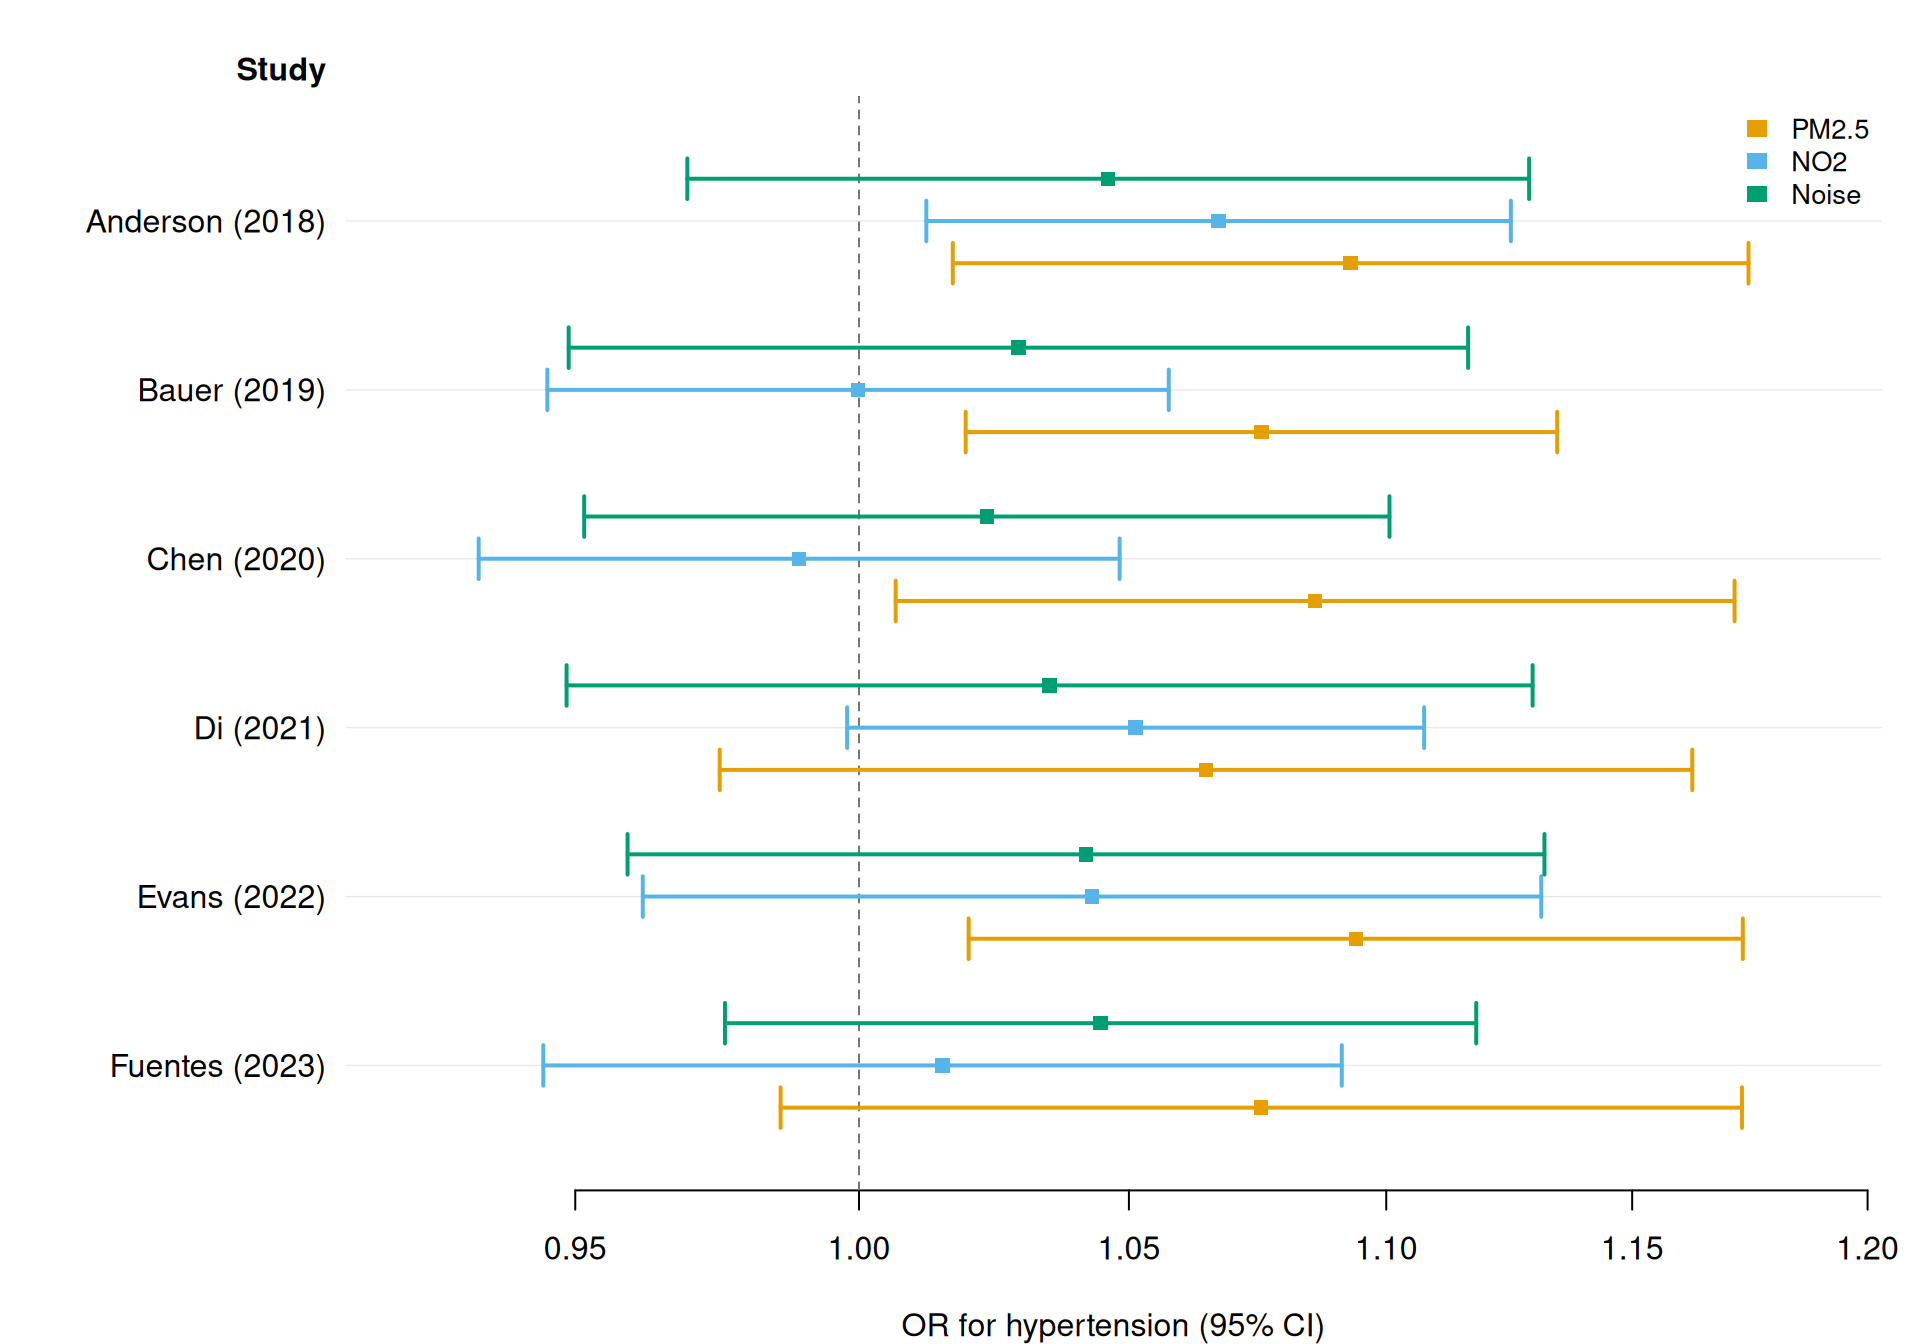 Study
PM2.5
NO2
Noise
Anderson (2018)
Bauer (2019)
Chen (2020)
Di (2021)
Evans (2022)
Fuentes (2023)
0.95 1.00 1.05 1.10 1.15 1.20
OR for hypertension (95% CI)